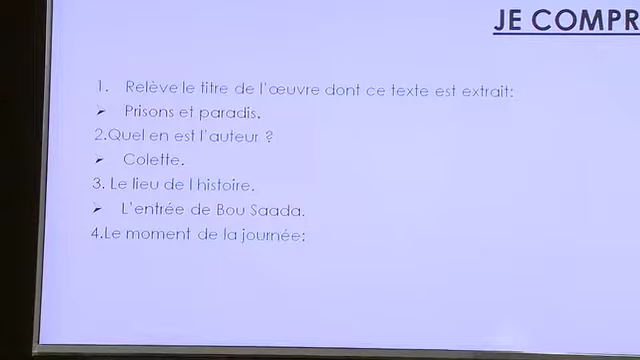 JE COMPR
1. Relève le titre de l'œuvre dont ce texte est extrait:
➢ Prisons et paradis.
2.Quel en est l'auteur ?
➢ Colette.
3. Le lieu de l histoire.
➢ L'entrée de Bou Saada.
4.Le moment de la journée: